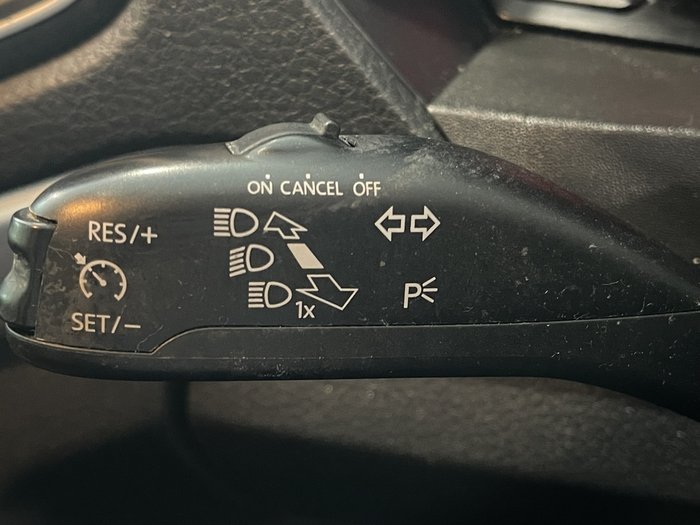 ON CANCEL OFF
RES/+
SET/−
1x
P